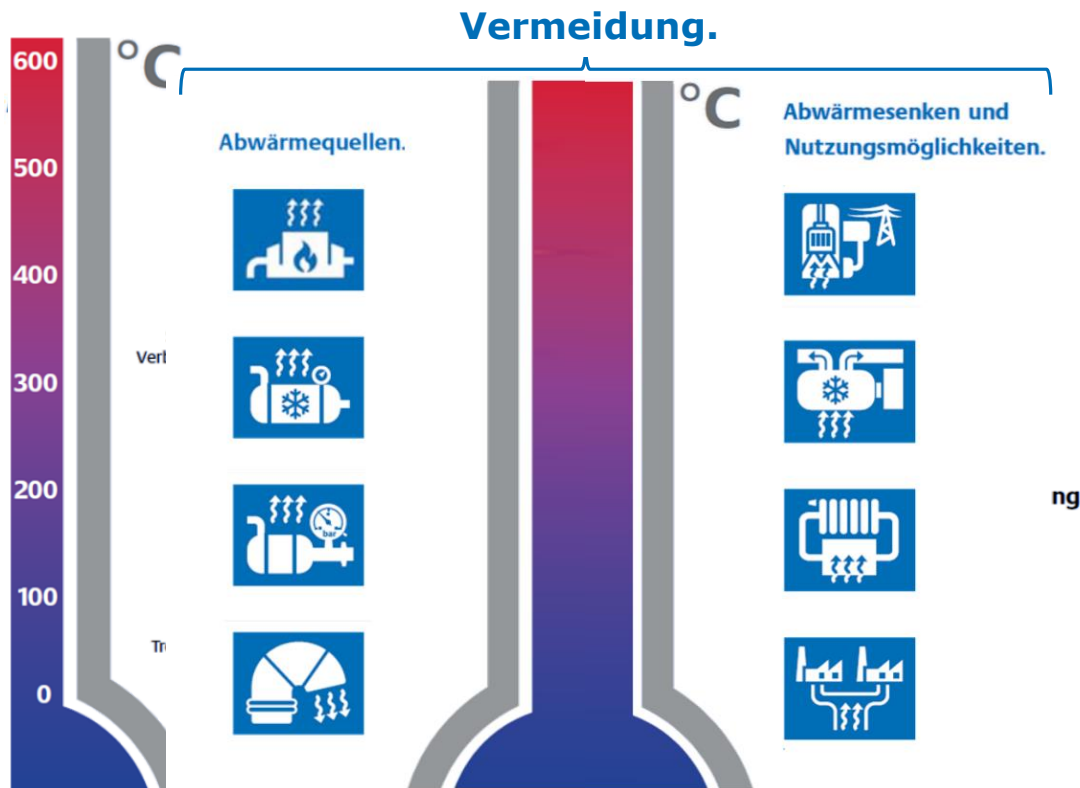 Vermeidung.
°C
600
500
400
300
200
100
0
Abwärmequellen.
bar
°C
Abwärmesenken und
Nutzungsmöglichkeiten.
ng